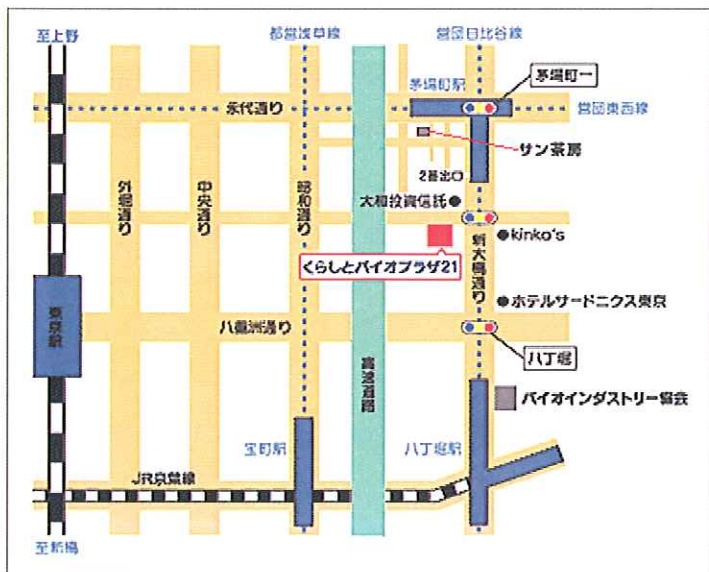 至上野
都営浅草線
営団日比谷線
茅場町駅
茅場町一
永代通り
営団東西線
サン茶房
2番出口
外堀通り
中央通り
昭和通り
大和投資信託
kinko's
新大橋通り
くらしとバイオプラザ21
ホテルサードニクス東京
東京駅
八重洲通り
高速道路
八丁堀
バイオインダストリー協会
宝町駅
八丁堀駅
JR京葉線
至新橋